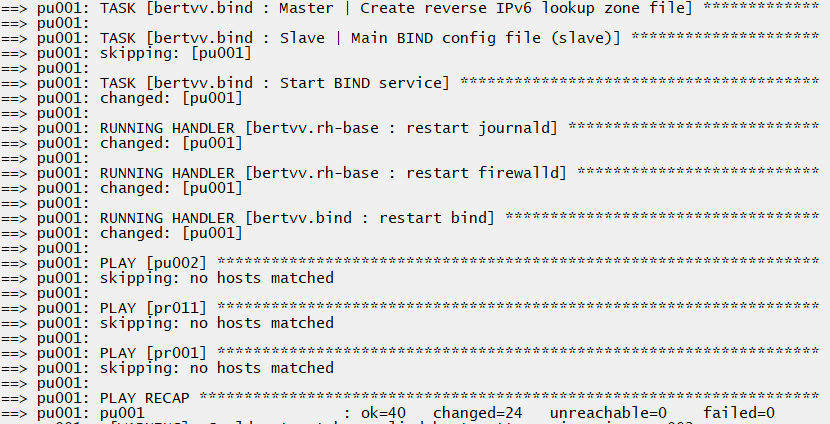 ==> pu001: TASK [bertvv.bind : Master | Create reverse IPv6 lookup zone file] *************
==> pu001:
==> pu001: TASK [bertvv.bind : Slave | Main BIND config file (slave)] *********************
==> pu001: skipping: [pu001]
==> pu001:
==> pu001: TASK [bertvv.bind : Start BIND service] ****************************************
==> pu001: changed: [pu001]
==> pu001:
==> pu001: RUNNING HANDLER [bertvv.rh-base : restart journald] ****************************
==> pu001: changed: [pu001]
==> pu001:
==> pu001: RUNNING HANDLER [bertvv.rh-base : restart firewalld] ***************************
==> pu001: changed: [pu001]
==> pu001:
==> pu001: RUNNING HANDLER [bertvv.bind : restart bind] ***********************************
==> pu001: changed: [pu001]
==> pu001:
==> pu001: PLAY [pu002] *******************************************************************
==> pu001: skipping: no hosts matched
==> pu001:
==> pu001: PLAY [pr011] *******************************************************************
==> pu001: skipping: no hosts matched
==> pu001:
==> pu001: PLAY [pr001] *******************************************************************
==> pu001: skipping: no hosts matched
==> pu001:
==> pu001: PLAY RECAP *********************************************************************
==> pu001: pu001                      : ok=40   changed=24   unreachable=0    failed=0